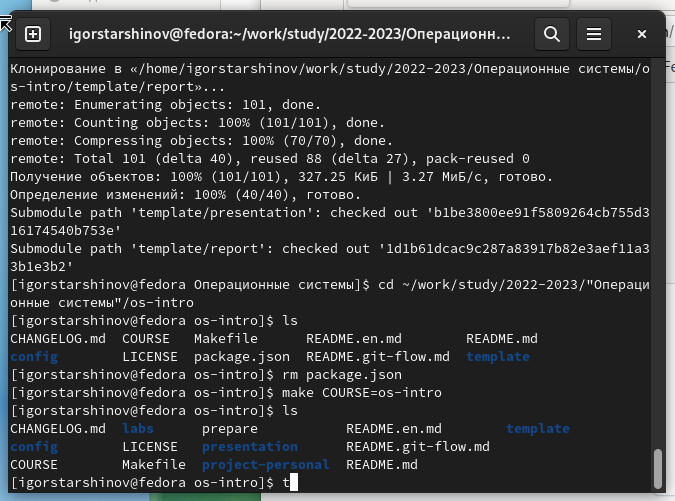 igorstarshinov@fedora:~/work/study/2022-2023/Операционн...
Клонирование в «/home/igorstarshinov/work/study/2022-2023/Операционные системы/o
s-intro/template/report»...
remote: Enumerating objects: 101, done.
remote: Counting objects: 100% (101/101), done.
remote: Compressing objects: 100% (70/70), done.
remote: Total 101 (delta 40), reused 88 (delta 27), pack-reused 0
Получение объектов: 100% (101/101), 327.25 КиБ | 3.27 МиБ/с, готово.
Определение изменений: 100% (40/40), готово.
Submodule path 'template/presentation': checked out 'b1be3800ee91f5809264cb755d3
16174540b753e'
Submodule path 'template/report': checked out '1d1b61dcac9c287a83917b82e3aef11a3
3b1e3b2'
[igorstarshinov@fedora Операционные системы]$ cd ~/work/study/2022-2023/"Операци
онные системы"/os-intro
[igorstarshinov@fedora os-intro]$ ls
CHANGELOG.md COURSE Makefile README.en.md README.md
config LICENSE package.json README.git-flow.md template
[igorstarshinov@fedora os-intro]$ rm package.json
[igorstarshinov@fedora os-intro]$ make COURSE=os-intro
[igorstarshinov@fedora os-intro]$ ls
CHANGELOG.md labs prepare README.en.md template
config LICENSE presentation README.git-flow.md
COURSE Makefile project-personal README.md
[igorstarshinov@fedora os-intro]$ t